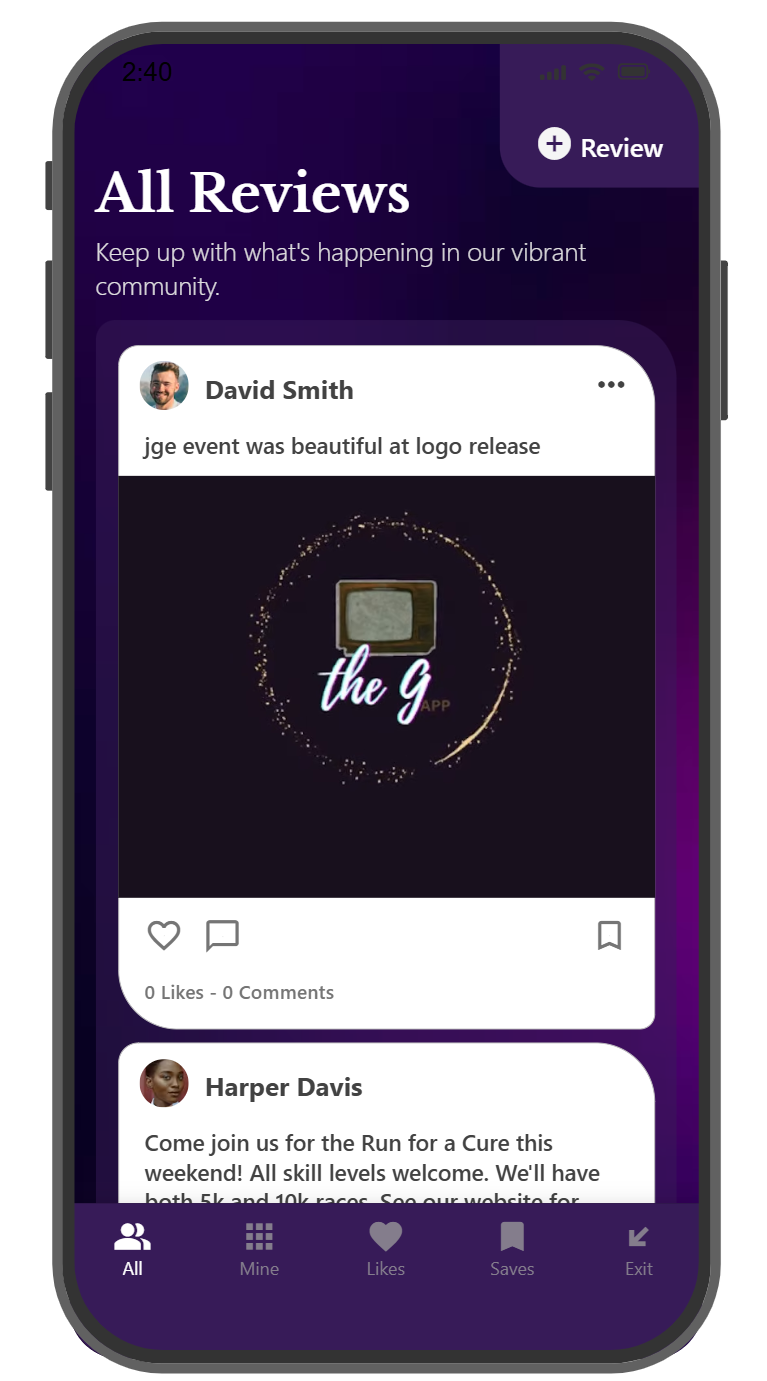 2:40
Review
All Reviews
Keep up with what's happening in our vibrant
community.
David Smith
jge event was beautiful at logo release
the g
APP
0 Likes - 0 Comments
Harper Davis
Come join us for the Run for a Cure this
weekend! All skill levels welcome. We'll have
both 5k and 10k races. See our website for
All
Mine
Likes
Saves
Exit